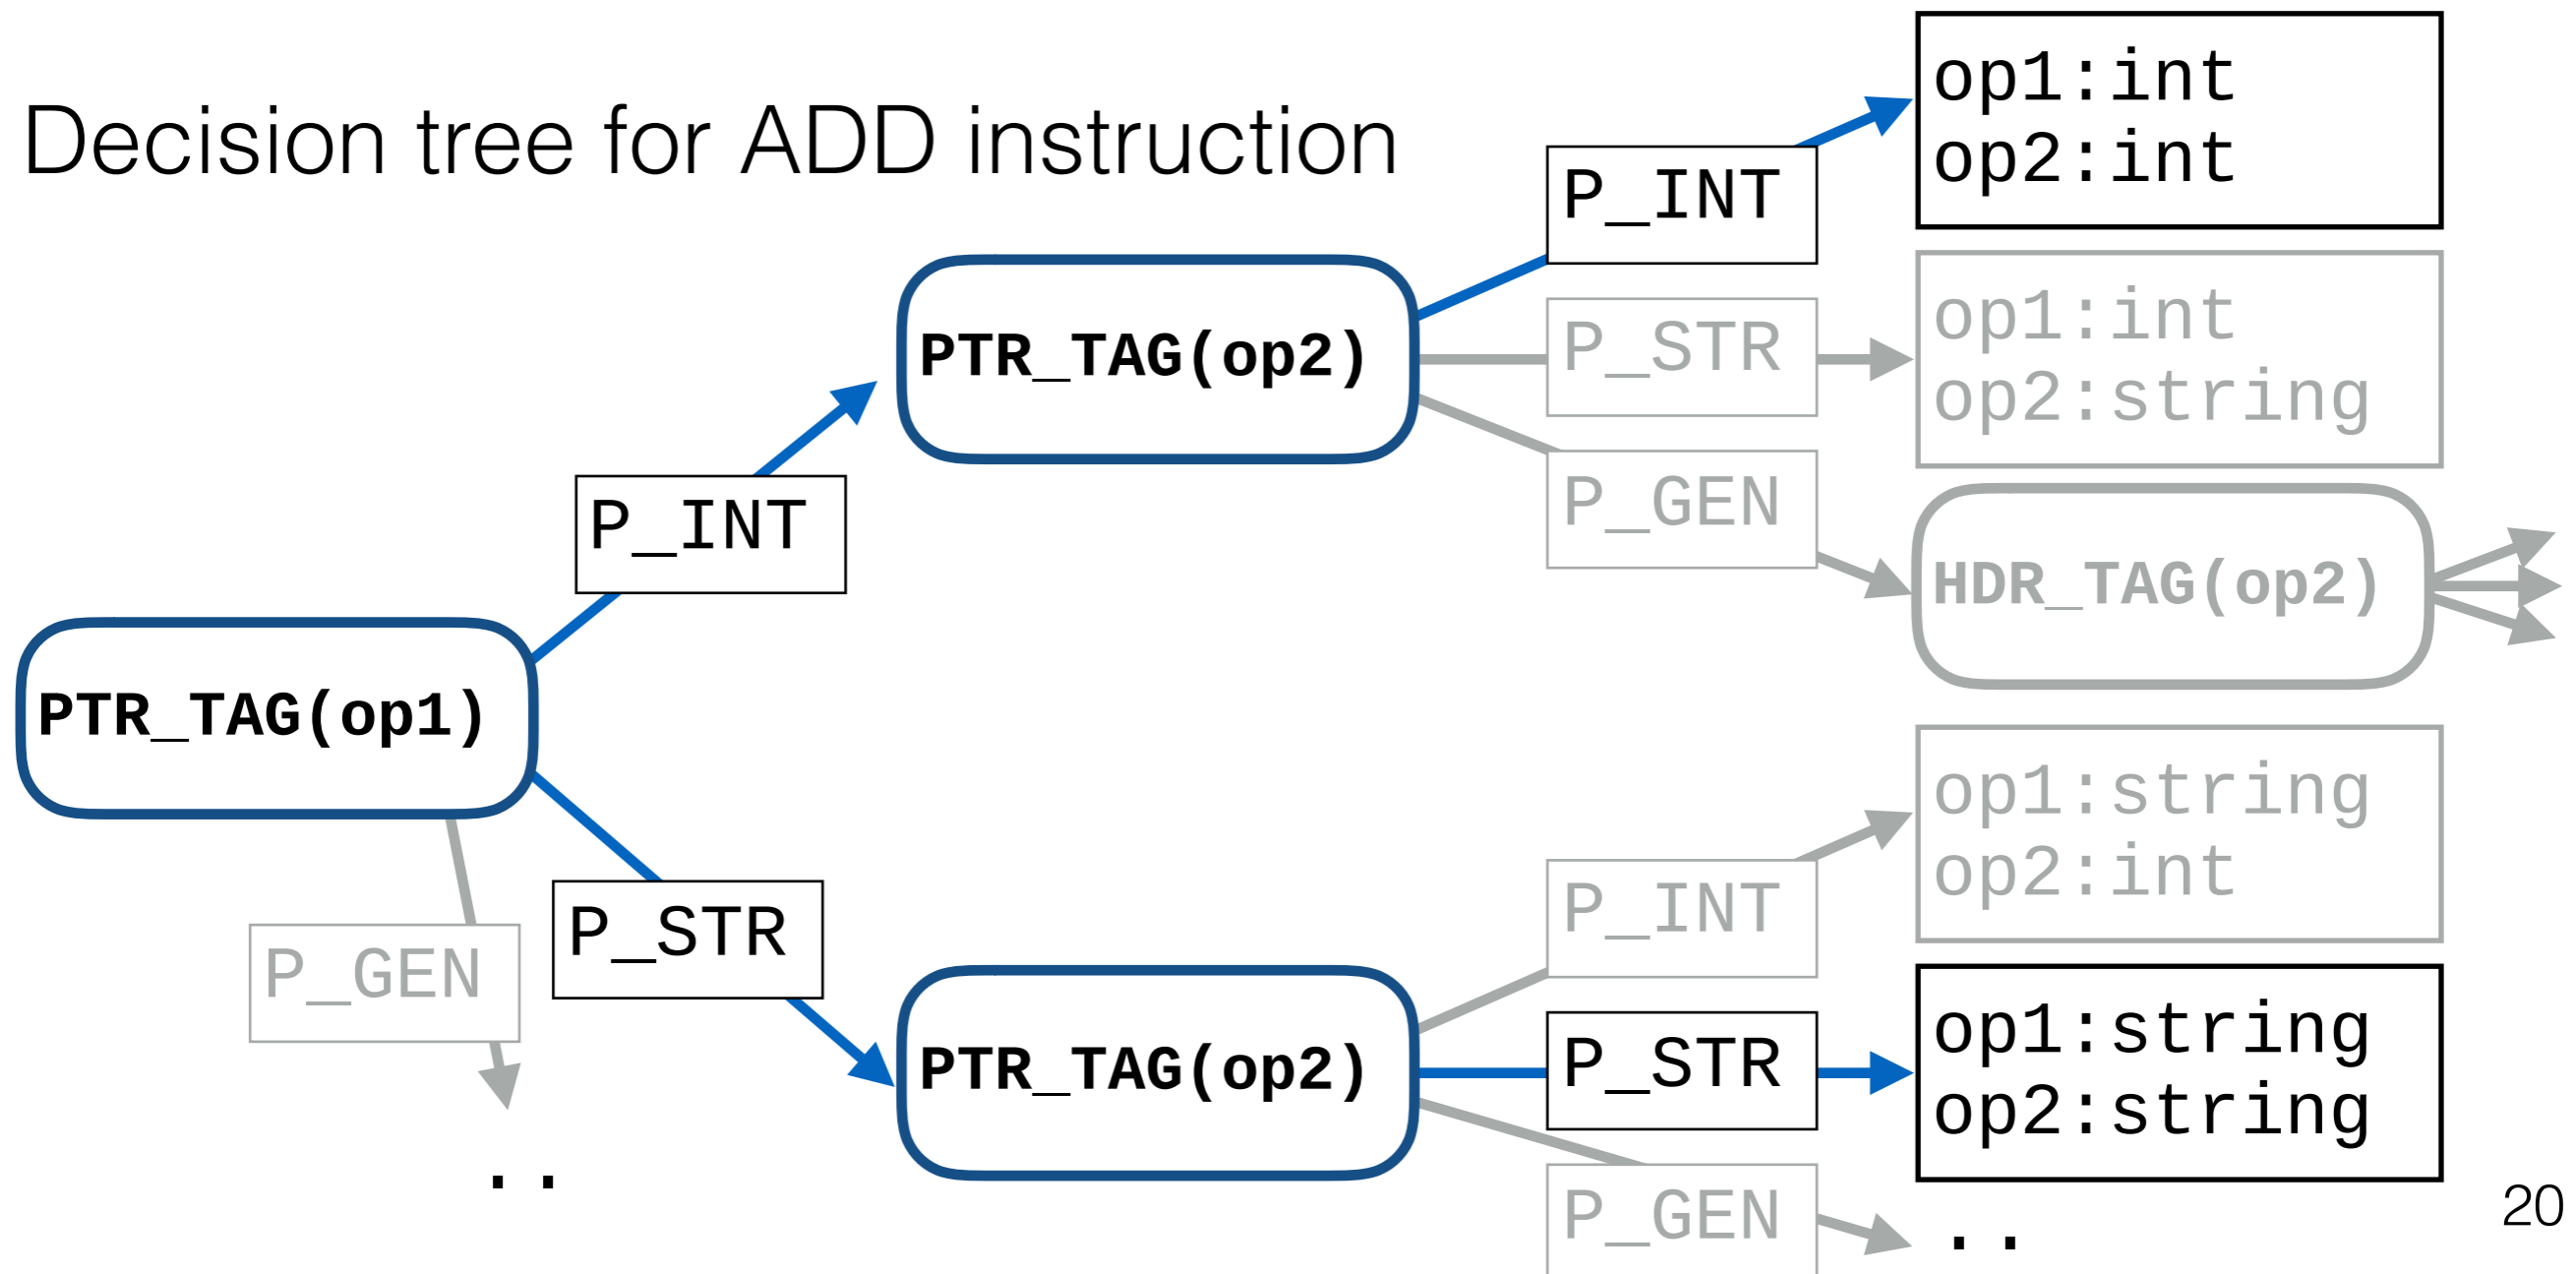 Decision tree for ADD instruction
PTR_TAG(op1)
P_INT
P_STR
P_GEN
..
PTR_TAG(op2)
P_INT
P_STR
P_GEN
op1:int
op2:int
op1:int
op2:string
HDR_TAG(op2)
PTR_TAG(op2)
P_INT
P_STR
P_GEN
op1:string
op2:int
op1:string
op2:string
..
20